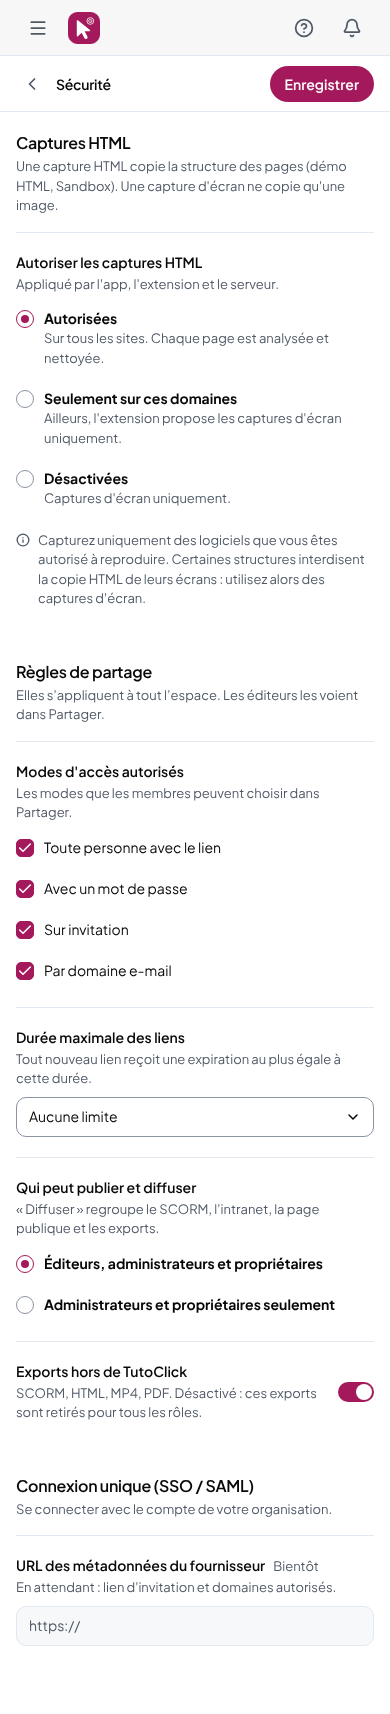 Sécurité
Enregistrer
Captures HTML
Une capture HTML copie la structure des pages (démo
HTML, Sandbox). Une capture d'écran ne copie qu'une
image.
Autoriser les captures HTML
Appliqué par l'app, l'extension et le serveur.
Autorisées
Sur tous les sites. Chaque page est analysée et
nettoyée.
Seulement sur ces domaines
Ailleurs, l'extension propose les captures d'écran
uniquement.
Désactivées
Captures d'écran uniquement.
Capturez uniquement des logiciels que vous êtes
autorisé à reproduire. Certaines structures interdisent
la copie HTML de leurs écrans : utilisez alors des
captures d'écran.
Règles de partage
Elles s'appliquent à tout l'espace. Les éditeurs les voient
dans Partager.
Modes d'accès autorisés
Les modes que les membres peuvent choisir dans
Partager.
Toute personne avec le lien
Avec un mot de passe
Sur invitation
Par domaine e-mail
Durée maximale des liens
Tout nouveau lien reçoit une expiration au plus égale à
cette durée.
Aucune limite
Qui peut publier et diffuser
« Diffuser » regroupe le SCORM, l'intranet, la page
publique et les exports.
Éditeurs, administrateurs et propriétaires
Administrateurs et propriétaires seulement
Exports hors de TutoClick
SCORM, HTML, MP4, PDF. Désactivé : ces exports
sont retirés pour tous les rôles.
Connexion unique (SSO / SAML)
Se connecter avec le compte de votre organisation.
URL des métadonnées du fournisseur Bientôt
En attendant : lien d'invitation et domaines autorisés.
https://